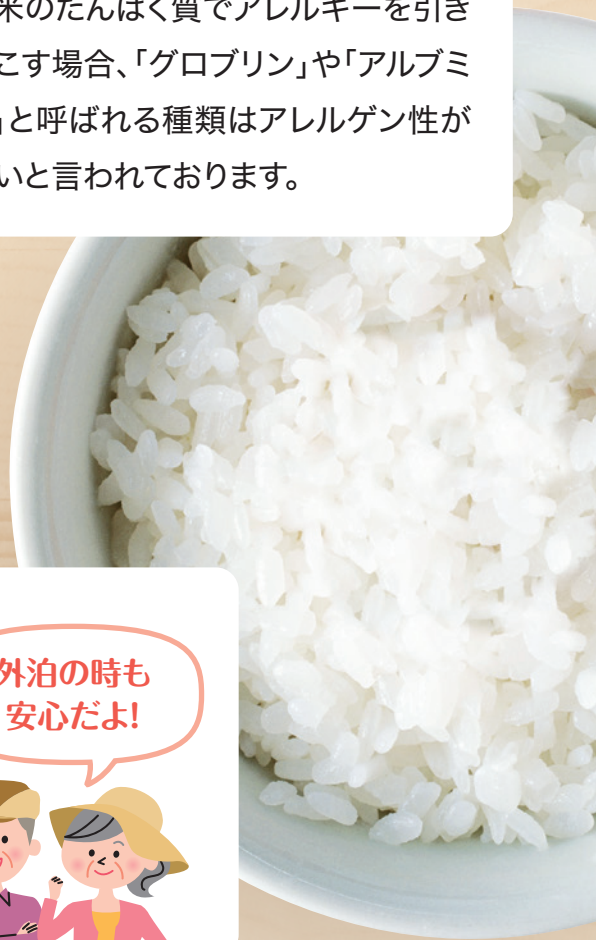 米のたんぱく質でアレルギーを引き
こす場合、「グロブリン」や「アルブミ
」と呼ばれる種類はアレルゲン性が
いと言われております。
外泊の時も
安心だよ!